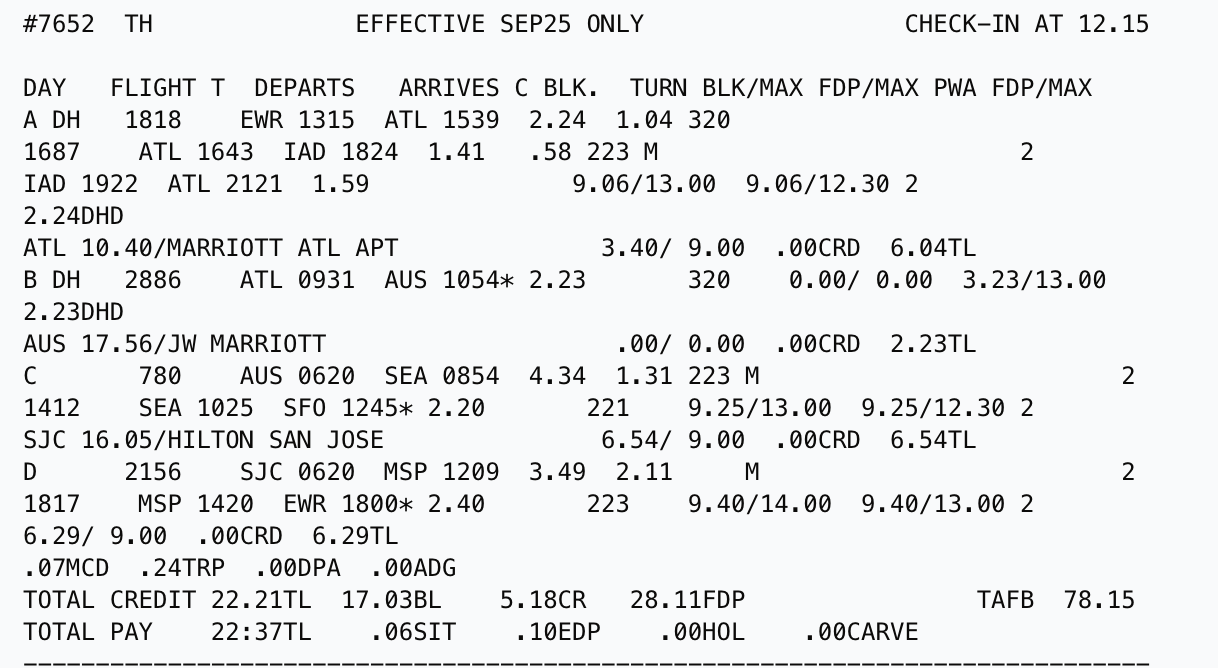 #7652  TH              EFFECTIVE SEP25 ONLY                  CHECK-IN AT 12.15
DAY   FLIGHT T  DEPARTS   ARRIVES C BLK.  TURN BLK/MAX FDP/MAX PWA FDP/MAX
A DH   1818    EWR 1315  ATL 1539  2.24  1.04 320
1687    ATL 1643  IAD 1824  1.41   .58 223 M                         2
IAD 1922  ATL 2121  1.59              9.06/13.00  9.06/12.30 2
2.24DHD
ATL 10.40/MARRIOTT ATL APT              3.40/ 9.00  .00CRD  6.04TL
B DH   2886    ATL 0931  AUS 1054* 2.23       320    0.00/ 0.00  3.23/13.00
2.23DHD
AUS 17.56/JW MARRIOTT                    .00/ 0.00  .00CRD  2.23TL
C       780    AUS 0620  SEA 0854  4.34  1.31 223 M                         2
1412    SEA 1025  SFO 1245* 2.20       221    9.25/13.00  9.25/12.30 2
SJC 16.05/HILTON SAN JOSE               6.54/ 9.00  .00CRD  6.54TL
D      2156    SJC 0620  MSP 1209  3.49  2.11     M                         2
1817    MSP 1420  EWR 1800* 2.40       223    9.40/14.00  9.40/13.00 2
6.29/ 9.00  .00CRD  6.29TL
.07MCD  .24TRP  .00DPA  .00ADG
TOTAL CREDIT 22.21TL  17.03BL    5.18CR   28.11FDP                TAFB  78.15
TOTAL PAY    22:37TL    .06SIT    .10EDP    .00HOL    .00CARVE
------------------------------------------------------------------------------